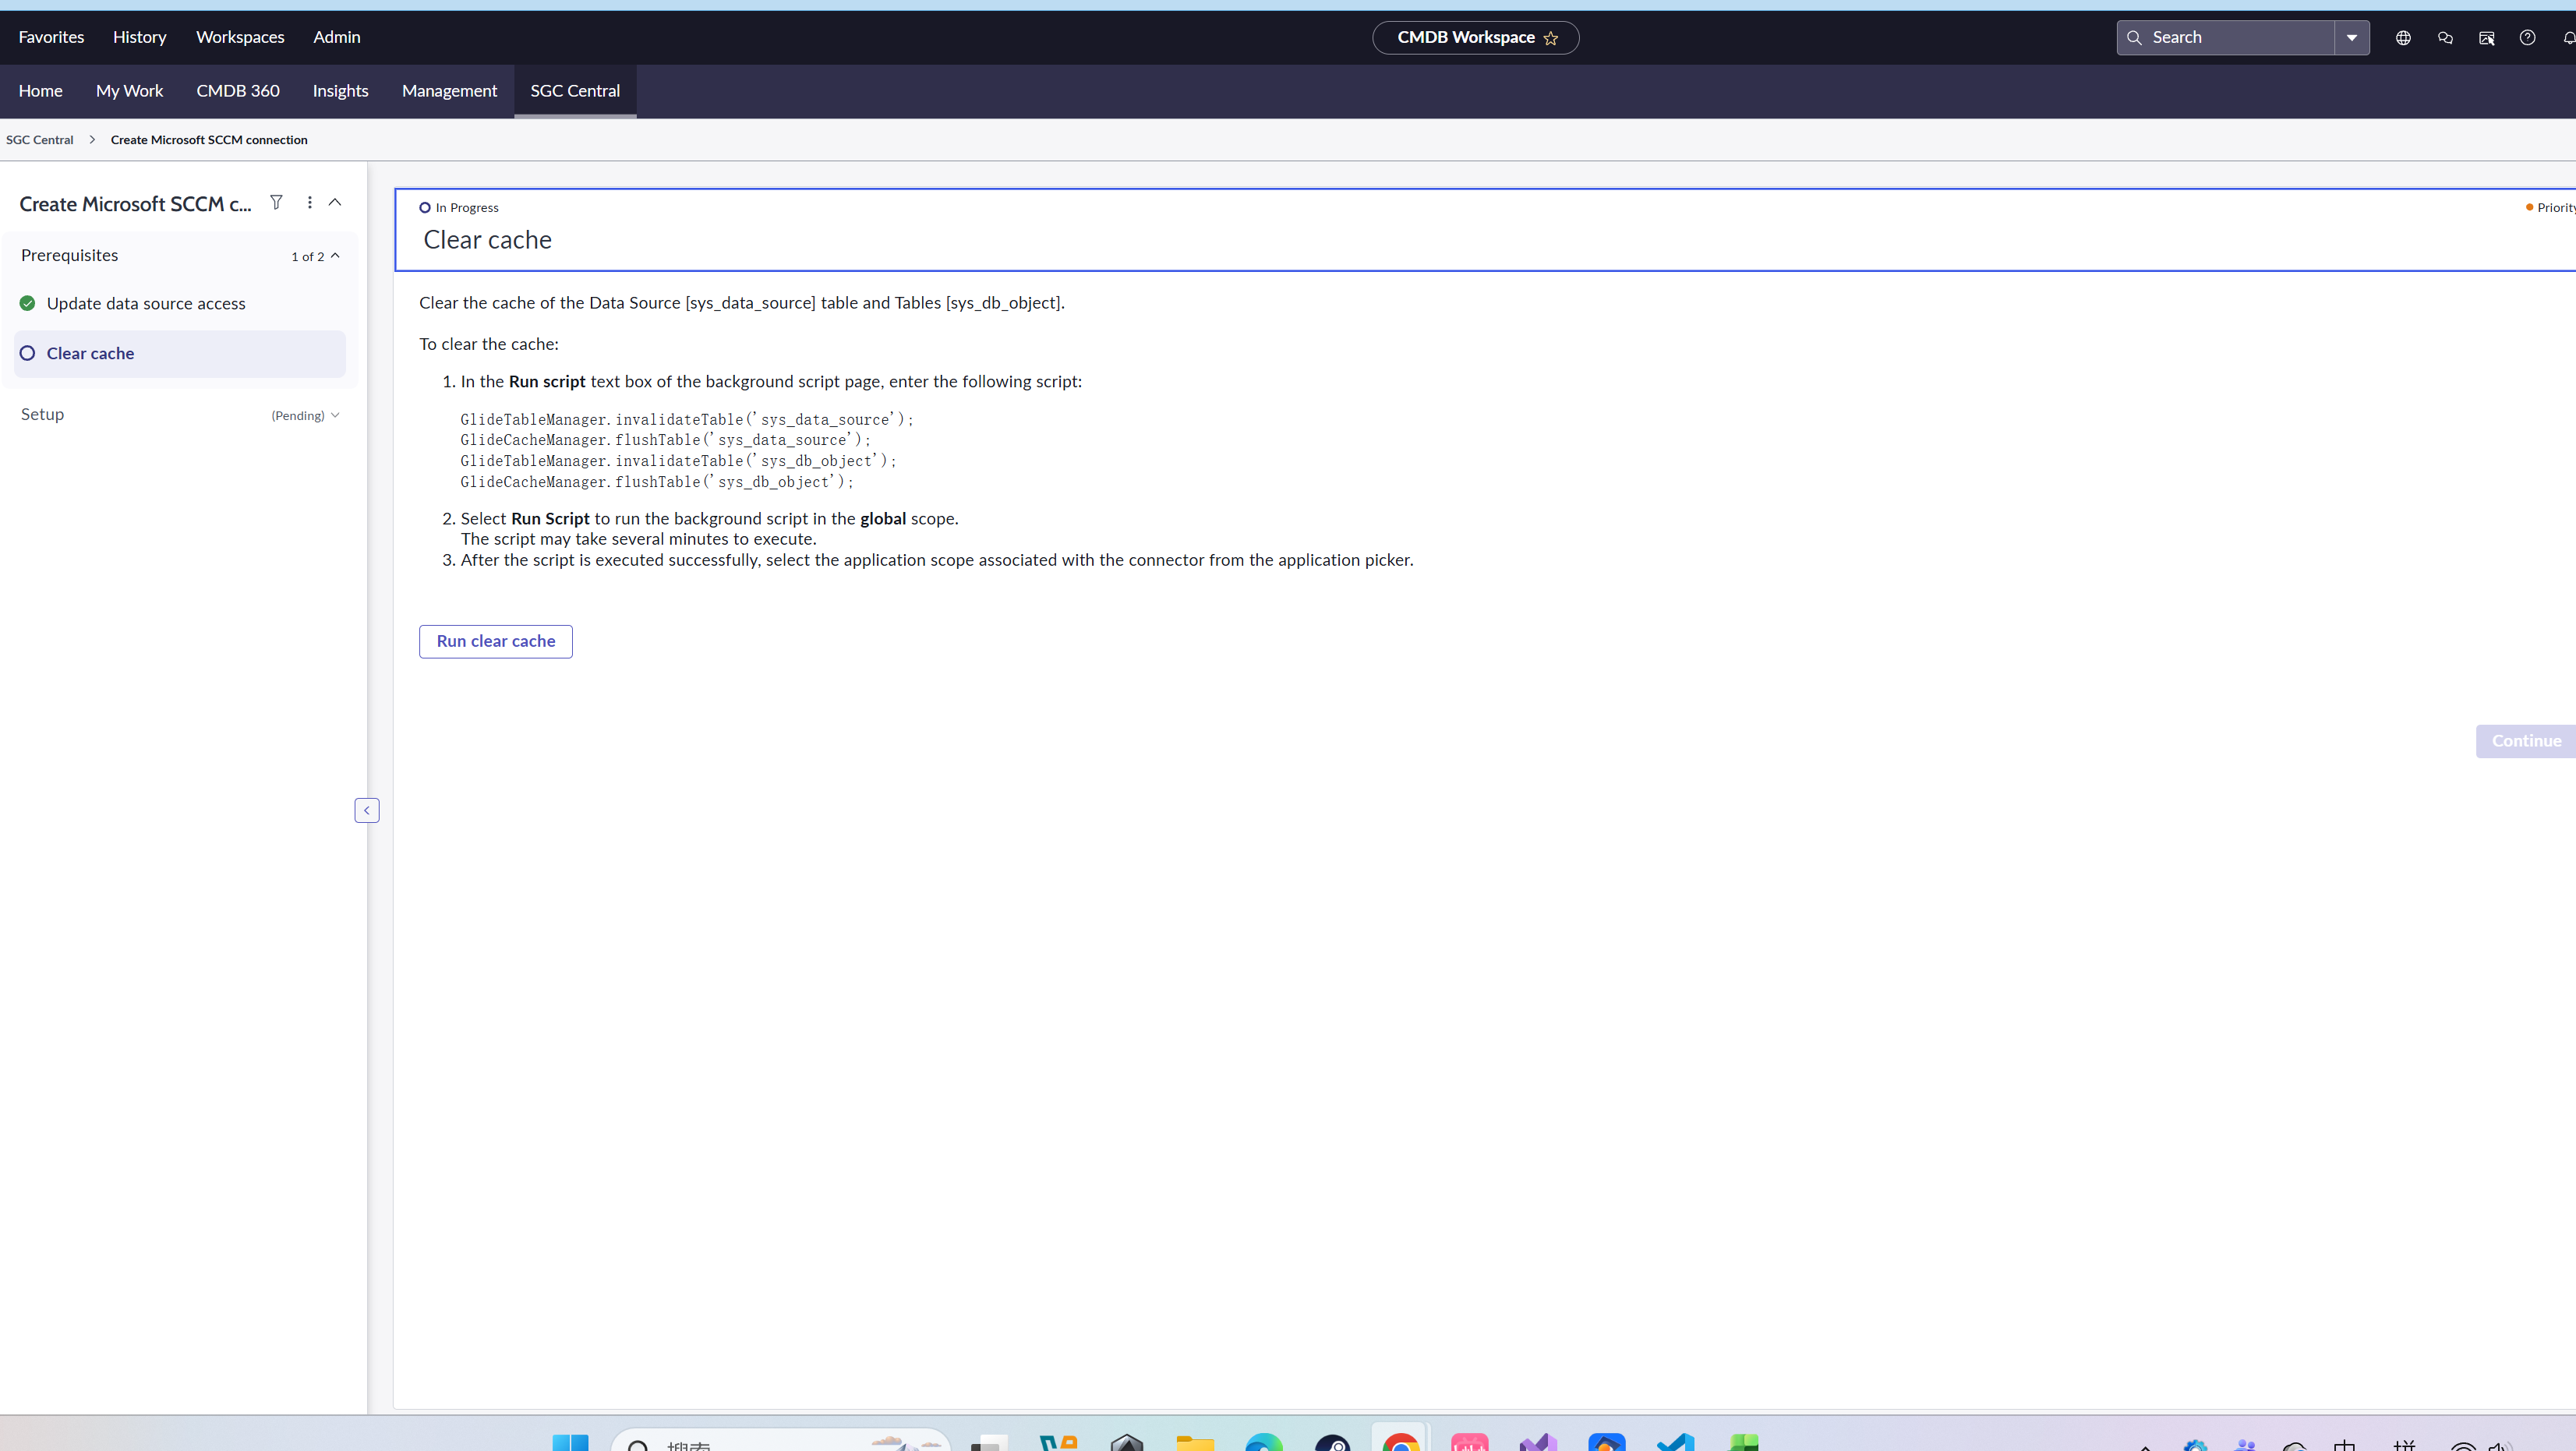 Favorites History Workspaces Admin
CMDB Workspace
Search
Home My Work CMDB 360 Insights Management SGC Central
SGC Central > Create Microsoft SCCM connection
Create Microsoft SCCM c...
Prerequisites 1 of 2
Update data source access
Clear cache
Setup (Pending)
In Progress
Priority
Clear cache
Clear the cache of the Data Source [sys_data_source] table and Tables [sys_db_object].
To clear the cache:
1. In the Run script text box of the background script page, enter the following script:
GlideTableManager.invalidateTable('sys_data_source');
GlideCacheManager.flushTable('sys_data_source');
GlideTableManager.invalidateTable('sys_db_object');
GlideCacheManager.flushTable('sys_db_object');
2. Select Run Script to run the background script in the global scope.
The script may take several minutes to execute.
3. After the script is executed successfully, select the application scope associated with the connector from the application picker.
Run clear cache
Continue
搜索
中 拼